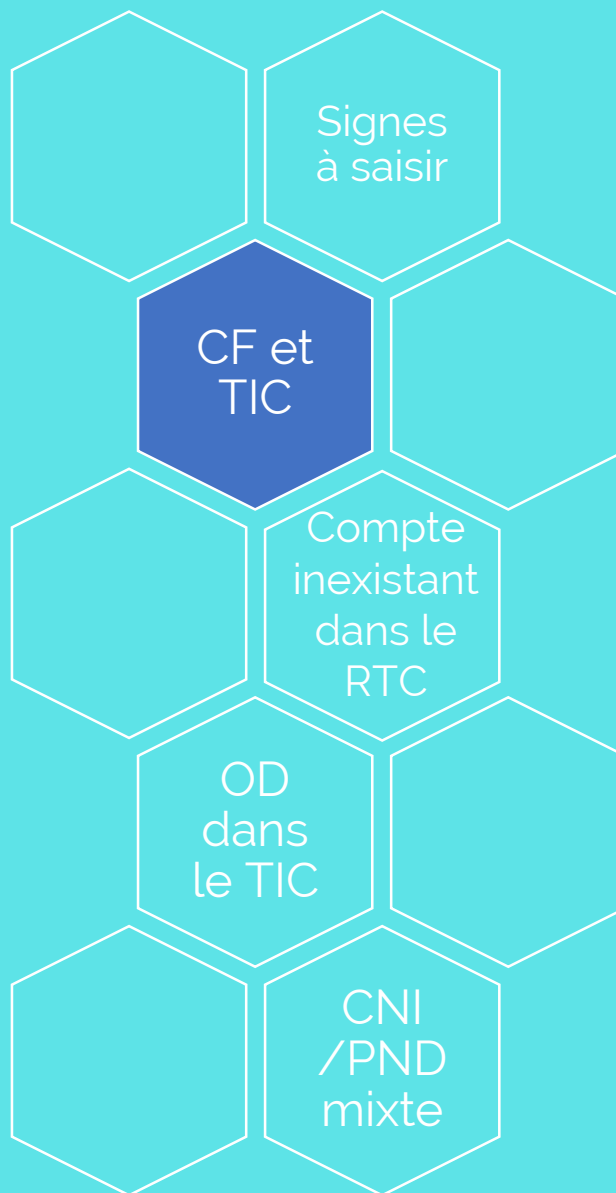 Signes
à saisir
CF et
TIC
Compte
inexistant
dans le
RTC
OD
dans
le TIC
CNI
/PND
mixte